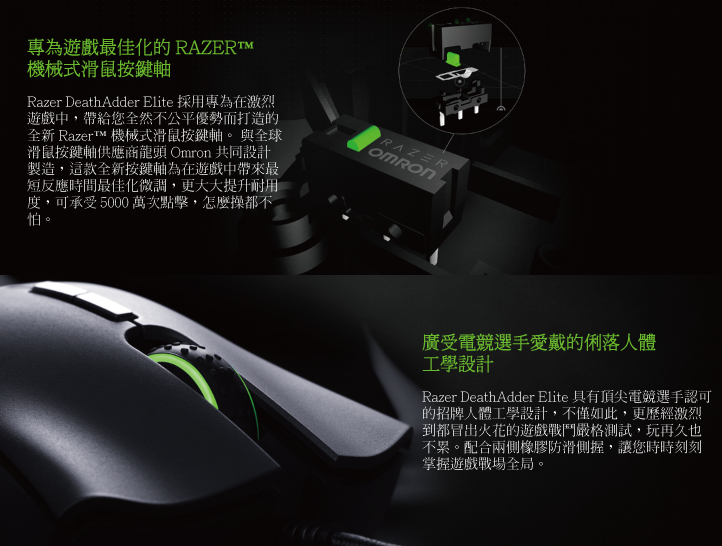 專為遊戲最佳化的 RAZER™
機械式滑鼠按鍵軸
Razer DeathAdder Elite 採用專為在激烈
遊戲中，帶給您全然不公平優勢而打造的
全新 Razer™ 機械式滑鼠按鍵軸。 與全球
滑鼠按鍵軸供應商龍頭 Omron 共同設計
製造，這款全新按鍵軸為在遊戲中帶來最
短反應時間最佳化微調，更大大提升耐用
度，可承受 5000 萬次點擊，怎麼操都不
怕。
RAZER
OMRON
廣受電競選手愛戴的俐落人體
工學設計
Razer DeathAdder Elite 具有頂尖電競選手認可
的招牌人體工學設計，不僅如此，更歷經激烈
到都冒出火花的遊戲戰鬥嚴格測試，玩再久也
不累。配合兩側橡膠防滑側握，讓您時時刻刻
掌握遊戲戰場全局。